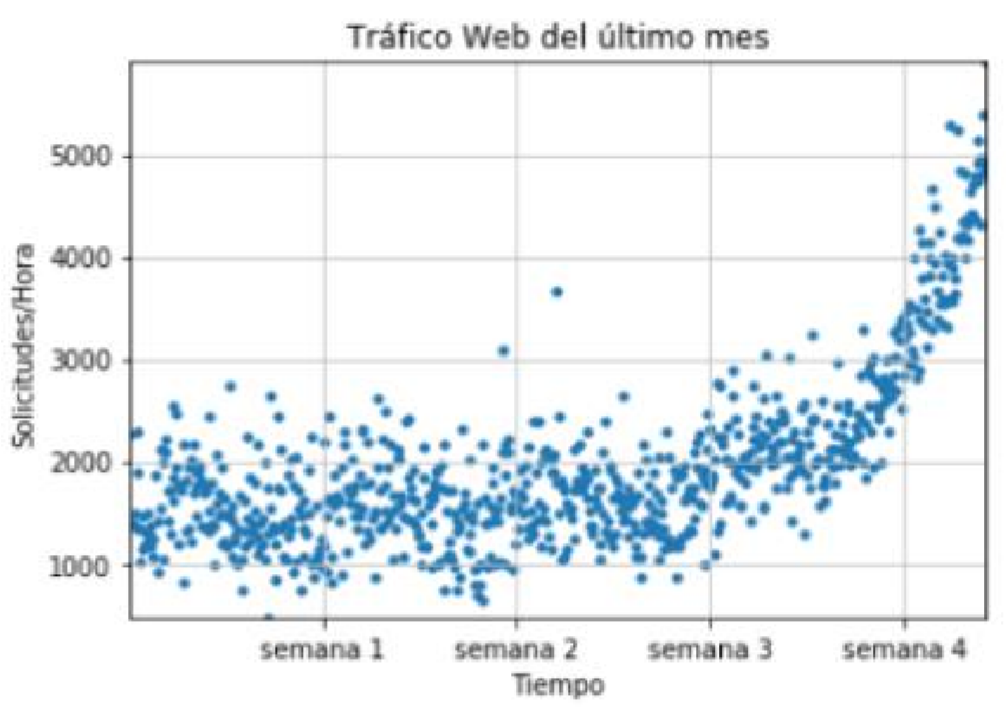 Tráfico Web del último mes
5000
4000
3000
2000
1000
Solicitudes/Hora
semana 1 semana 2 semana 3 semana 4
Tiempo